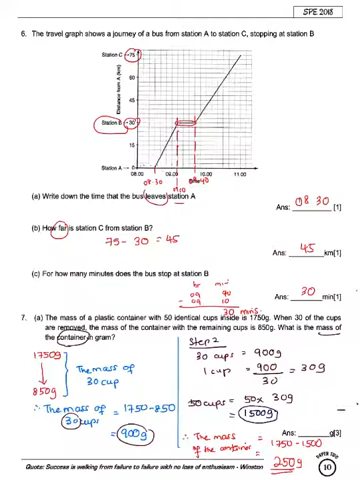 SPE 2018
6. The travel graph shows a journey of a bus from station A to station C, stopping at station B
Station C 75
60
Distance from A (km)
45
Station B 30
15
Station A 0
08.00 09.00 10.00 11.00
08.30 09.40
09.10
(a) Write down the time that the bus leaves station A
Ans: 08 30 [1]
(b) How far is station C from station B?
75 - 30 = 45
Ans: 45 km[1]
(c) For how many minutes does the bus stop at station B
hr min
09 40
- 09 10
30 mins.
Ans: 30 min[1]
7. (a) The mass of a plastic container with 50 identical cups inside is 1750g. When 30 of the cups
are removed, the mass of the container with the remaining cups is 850g. What is the mass of
the container in gram?
1750g
850g
The mass of
30 cup
∴ The mass of = 1750-850
30 cups
= 900g
Step 2
30 cups = 900g
1 cup = 900 = 30g
30
50 cups = 50 x 30g
= 1500g
Ans: g[3]
∴ The mass = 1750 - 1500
of the container
= 250g
PAPER TWO
10
Quote: Success is walking from failure to failure with no loss of enthusiasm - Winston